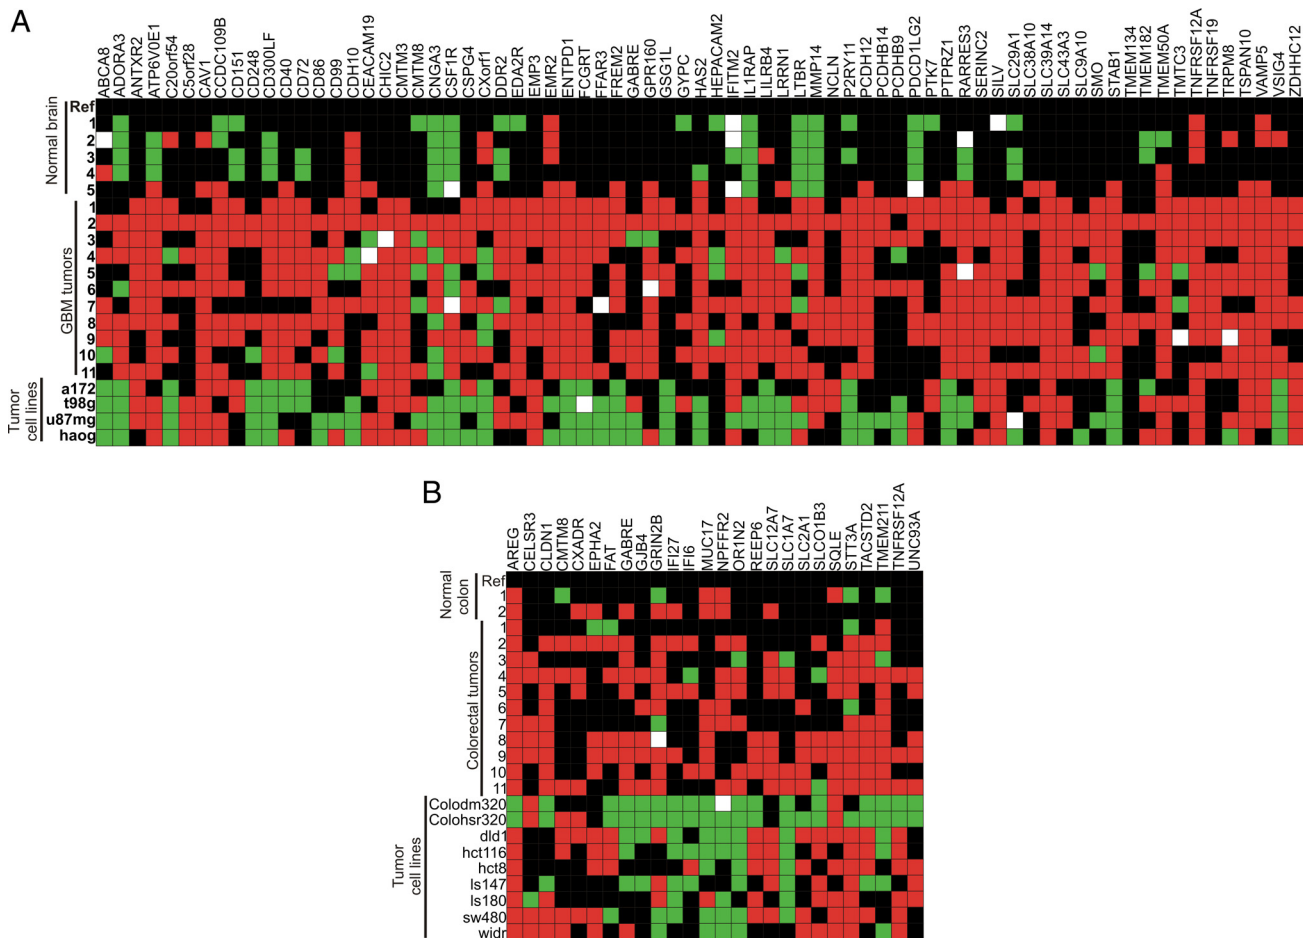 A
ABCA8 ADORA3 ANTXR2 ATP6V0E1 C20orf54 C5orf28 CAV1 CCDC109B CD151 CD248 CD300LF CD40 CD72 CD86 CD99 CDH10 CEACAM19 CHIC2 CMTM3 CMTM8 CNGA3 CSF1R CSPG4 CXorf1 DDR2 EDA2R EMP3 EMR2 ENTPD1 FCGRT FFAR3 FREM2 GABRE GPR160 GSG1L GYPC HAS2 HEPACAM2 IFITM2 IL1RAP LILRB4 LRRN1 LTBR MMP14 NCLN P2RY11 PCDH12 PCDHB14 PCDHB9 PDCD1LG2 PTK7 PTPRZ1 RARRES3 SERINC2 SILV SLC29A1 SLC38A10 SLC39A14 SLC43A3 SLC9A10 SMO STAB1 TMEM134 TMEM182 TMEM50A TMTC3 TNFRSF12A TNFRSF19 TRPM8 TSPAN10 VAMP5 VSIG4 ZDHHC12
Normal brain
Ref
1
2
3
4
5
GBM tumors
1
2
3
4
5
6
7
8
9
10
11
Tumor
cell lines
a172
t98g
u87mg
haog
B
AREG CELSR3 CLDN1 CMTM8 CXADR EPHA2 FAT GABRE GJB4 GRIN2B IFI27 IFI6 MUC17 NPFFR2 OR1N2 REEP6 SLC12A7 SLC1A7 SLC2A1 SLCO1B3 SQLE STT3A TACSTD2 TMEM211 TNFRSF12A UNC93A
Normal
colon
Ref
1
2
Colorectal tumors
1
2
3
4
5
6
7
8
9
10
11
Tumor
cell lines
Colodm320
Colohsr320
dld1
hct116
hct8
ls147
ls180
sw480
widr